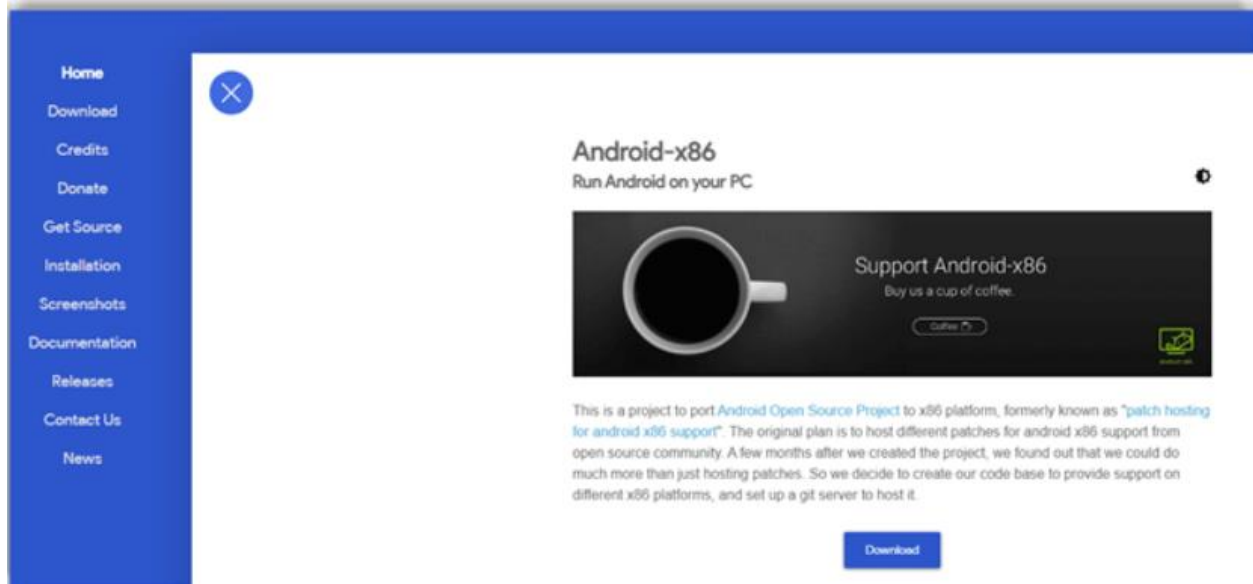 Home
Download
Credits
Donate
Get Source
Installation
Screenshots
Documentation
Releases
Contact Us
News
Android-x86
Run Android on your PC
Support Android-x86
Buy us a cup of coffee.
Coffee
This is a project to port Android Open Source Project to x86 platform, formerly known as "patch hosting
for android x86 support". The original plan is to host different patches for android x86 support from
open source community. A few months after we created the project, we found out that we could do
much more than just hosting patches. So we decide to create our code base to provide support on
different x86 platforms, and set up a git server to host it.
Download